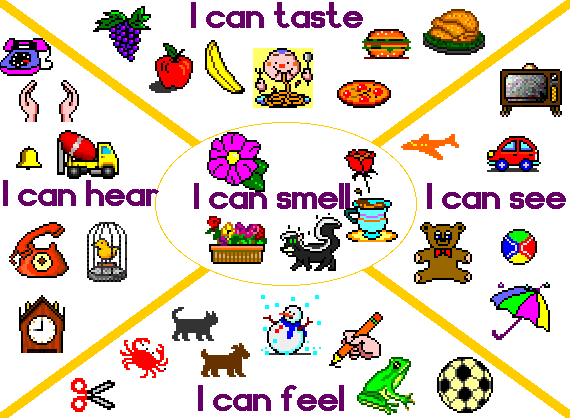 I can taste
I can hear
I can smell
I can see
I can feel